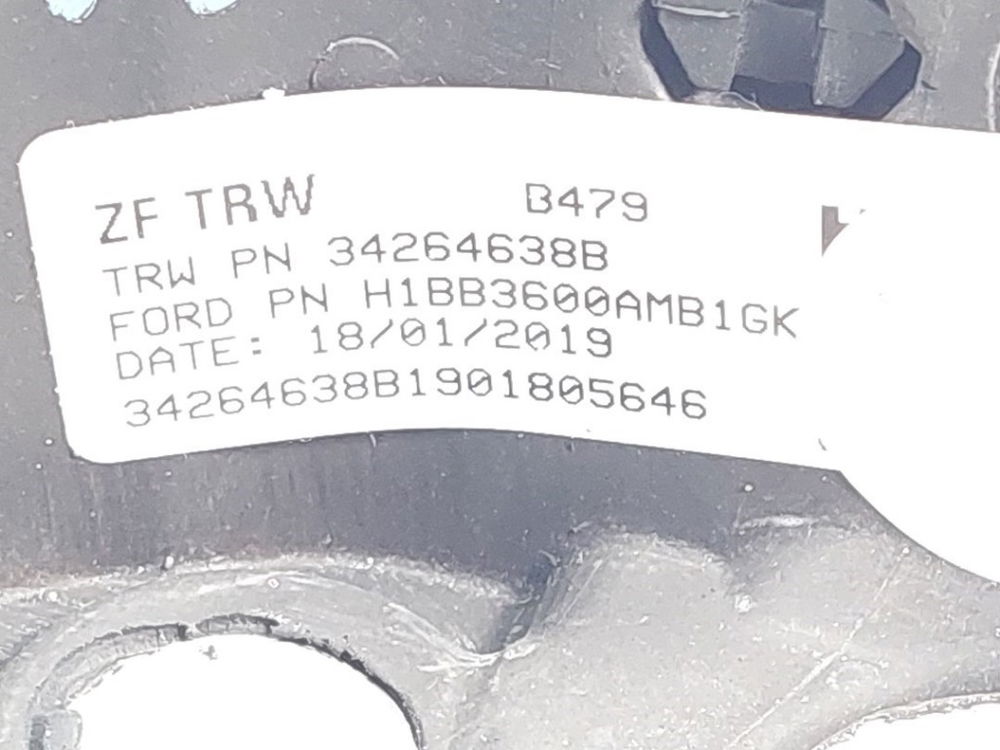 ZF TRW B479
TRW PN 34264638B
FORD PN H1BB3600AMB1GK
DATE: 18/01/2019
34264638B1901805646